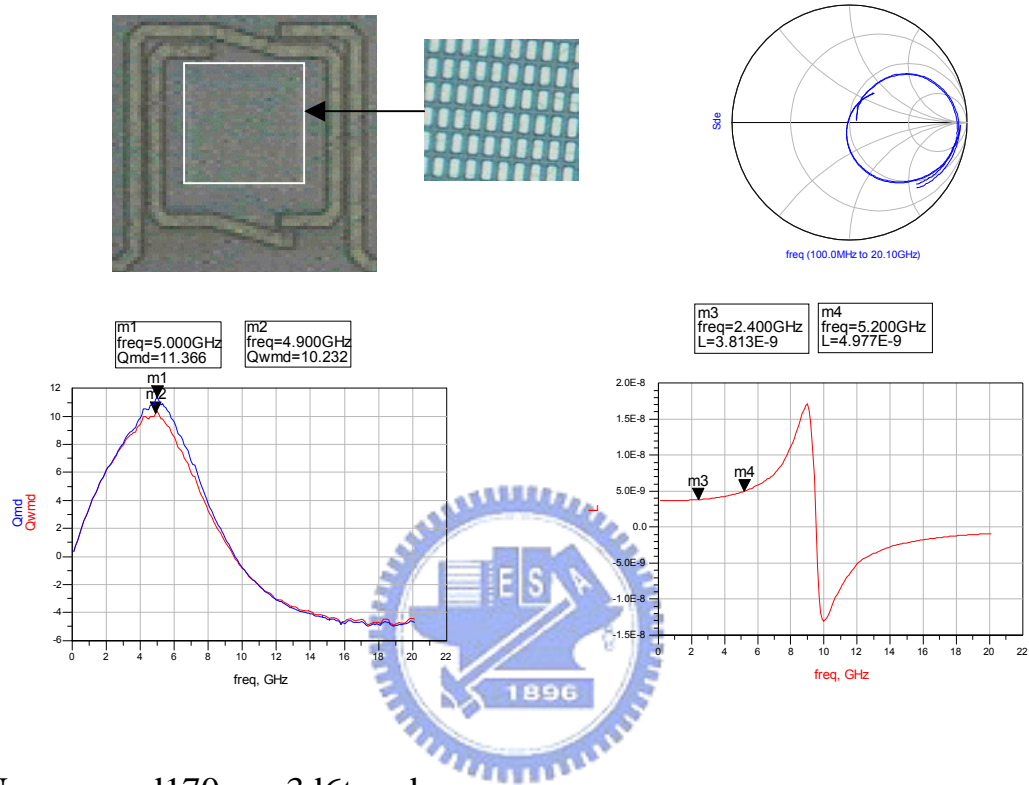 Sde
freq (100.0MHz to 20.10GHz)
m1
freq=5.000GHz
Qmd=11.366
m2
freq=4.900GHz
Qwmd=10.232
m3
freq=2.400GHz
L=3.813E-9
m4
freq=5.200GHz
L=4.977E-9
m1
m2
12
10
8
6
4
2
0
-2
-4
-6
Qmd
Qwmd
0 2 4 6 8 10 12 14 16 18 20 22
freq, GHz
m3
m4
2.0E-8
1.5E-8
1.0E-8
5.0E-9
0.0
-5.0E-9
-1.0E-8
-1.5E-8
L
0 2 4 6 8 10 12 14 16 18 20 22
freq, GHz
E S A
1896